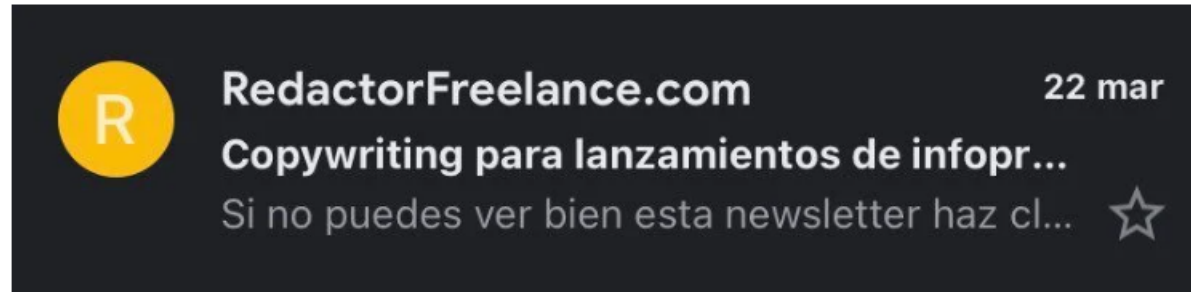 R
RedactorFreelance.com
22 mar
Copywriting para lanzamientos de infopr...
Si no puedes ver bien esta newsletter haz cl...